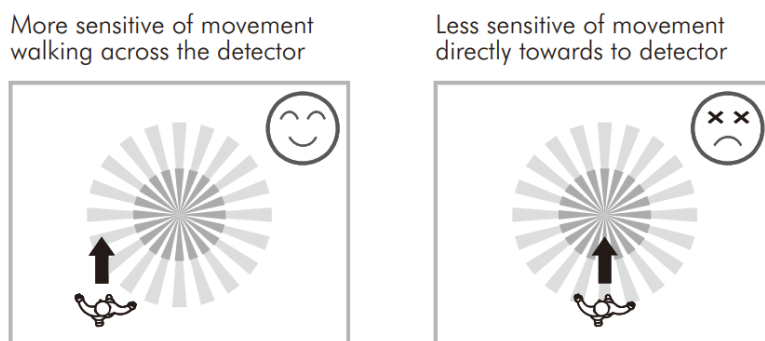 More sensitive of movement
walking across the detector
Less sensitive of movement
directly towards to detector